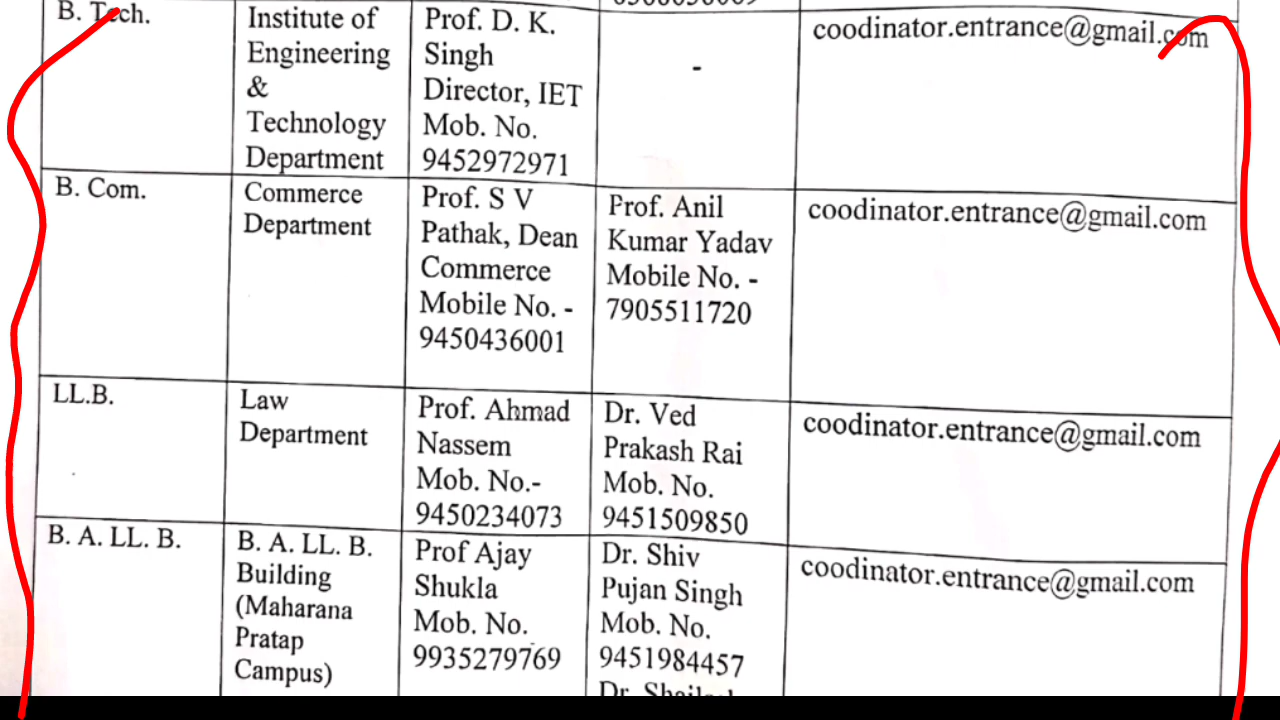 B. Tech.
Institute of
Engineering
&
Technology
Department
Prof. D. K.
Singh
Director, IET
Mob. No.
9452972971
-
coodinator.entrance@gmail.com
B. Com.
Commerce
Department
Prof. S V
Pathak, Dean
Commerce
Mobile No. -
9450436001
Prof. Anil
Kumar Yadav
Mobile No. -
7905511720
coodinator.entrance@gmail.com
LL.B.
Law
Department
Prof. Ahmad
Nassem
Mob. No.-
9450234073
Dr. Ved
Prakash Rai
Mob. No.
9451509850
coodinator.entrance@gmail.com
B. A. LL. B.
B. A. LL. B.
Building
(Maharana
Pratap
Campus)
Prof Ajay
Shukla
Mob. No.
9935279769
Dr. Shiv
Pujan Singh
Mob. No.
9451984457
Dr.
coodinator.entrance@gmail.com